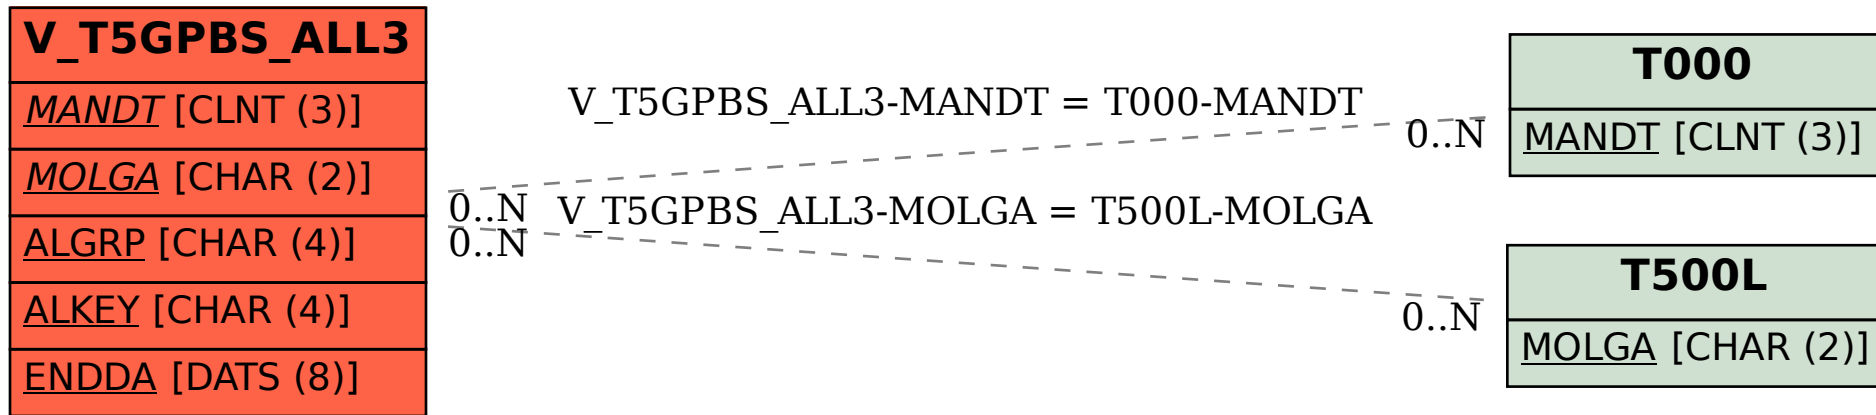 V_T5GPBS_ALL3
MANDT [CLNT (3)]
MOLGA [CHAR (2)]
ALGRP [CHAR (4)]
ALKEY [CHAR (4)]
ENDDA [DATS (8)]
V_T5GPBS_ALL3-MANDT = T000-MANDT
0..N
0..N
V_T5GPBS_ALL3-MOLGA = T500L-MOLGA
0..N
0..N
T000
MANDT [CLNT (3)]
T500L
MOLGA [CHAR (2)]